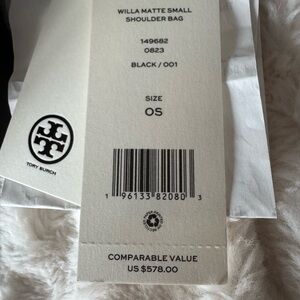 WILLA MATTE SMALL
SHOULDER BAG
149682
0823
BLACK / 001
SIZE
OS
TORY BURCH
1 96133 82080 3
COMPARABLE VALUE
US $578.00